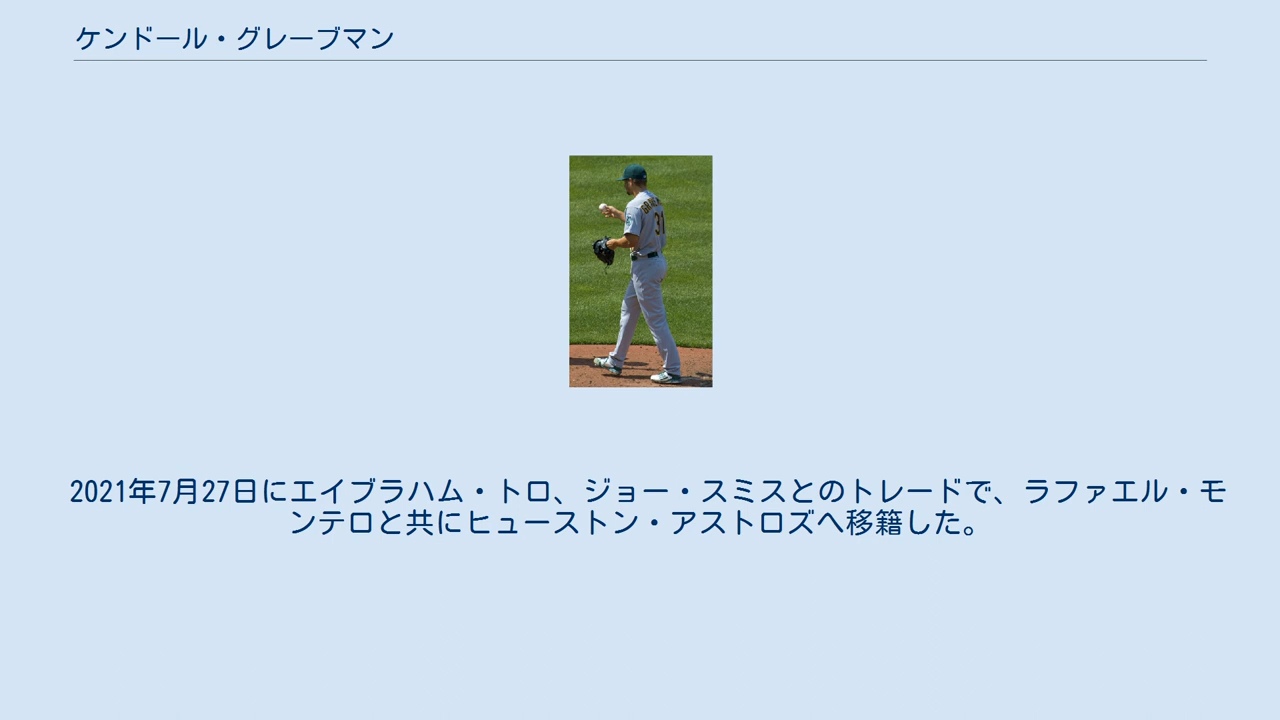 ケンドール・グレーブマン
31
2021年7月27日にエイブラハム・トロ、ジョー・スミスとのトレードで、ラファエル・モ
ンテロと共にヒューストン・アストロズへ移籍した。